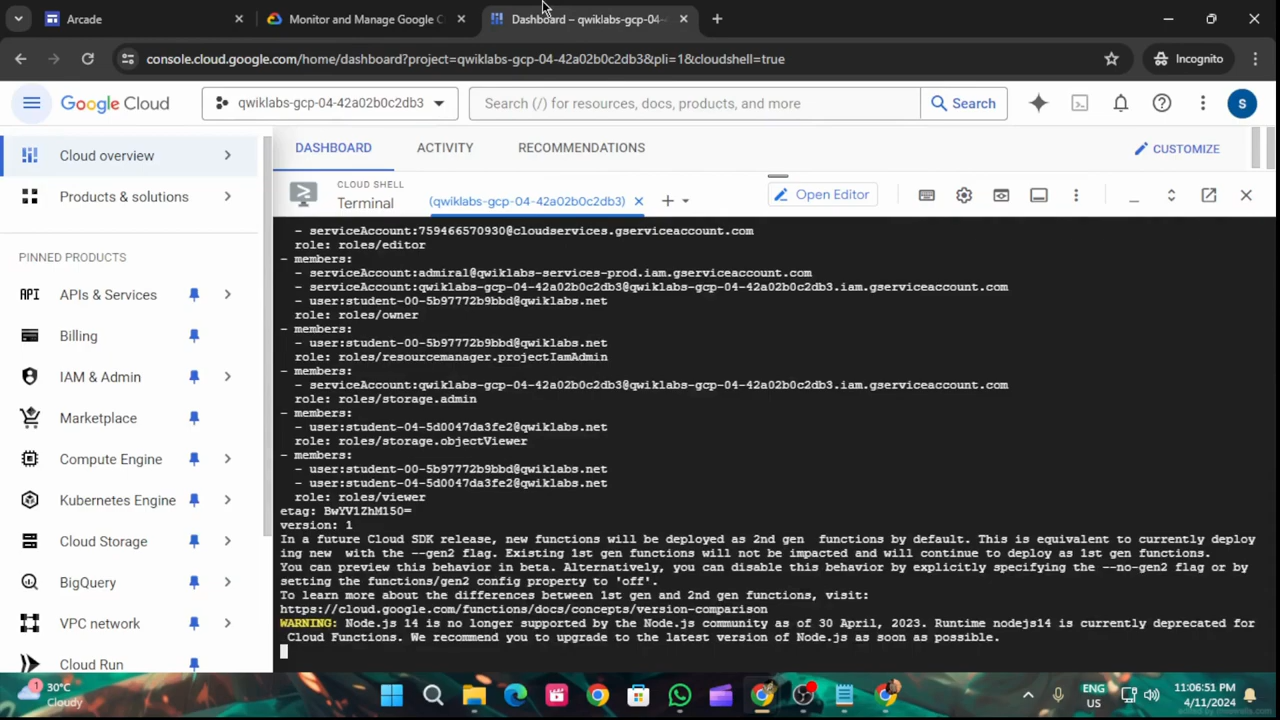 Arcade
Monitor and Manage Google C
Dashboard – qwiklabs-gcp-04-
console.cloud.google.com/home/dashboard?project=qwiklabs-gcp-04-42a02b0c2db3&pli=1&cloudshell=true
Incognito
Google Cloud
qwiklabs-gcp-04-42a02b0c2db3
Search (/) for resources, docs, products, and more
Search
S
Cloud overview
Products & solutions
PINNED PRODUCTS
API APIs & Services
Billing
IAM & Admin
Marketplace
Compute Engine
Kubernetes Engine
Cloud Storage
BigQuery
VPC network
Cloud Run
DASHBOARD
ACTIVITY
RECOMMENDATIONS
CUSTOMIZE
CLOUD SHELL
Terminal
(qwiklabs-gcp-04-42a02b0c2db3)
Open Editor
- serviceAccount:759466570930@cloudservices.gserviceaccount.com
role: roles/editor
- members:
- serviceAccount:admiral@qwiklabs-services-prod.iam.gserviceaccount.com
- serviceAccount:qwiklabs-gcp-04-42a02b0c2db3@qwiklabs-gcp-04-42a02b0c2db3.iam.gserviceaccount.com
- user:student-00-5b97772b9bbd@qwiklabs.net
role: roles/owner
- members:
- user:student-00-5b97772b9bbd@qwiklabs.net
role: roles/resourcemanager.projectIamAdmin
- members:
- serviceAccount:qwiklabs-gcp-04-42a02b0c2db3@qwiklabs-gcp-04-42a02b0c2db3.iam.gserviceaccount.com
role: roles/storage.admin
- members:
- user:student-04-5d0047da3fe2@qwiklabs.net
role: roles/storage.objectViewer
- members:
- user:student-00-5b97772b9bbd@qwiklabs.net
- user:student-04-5d0047da3fe2@qwiklabs.net
role: roles/viewer
etag: BwYV1ZhM150=
version: 1
In a future Cloud SDK release, new functions will be deployed as 2nd gen  functions by default. This is equivalent to currently deploy
ing new  with the --gen2 flag. Existing 1st gen functions will not be impacted and will continue to deploy as 1st gen functions.
You can preview this behavior in beta. Alternatively, you can disable this behavior by explicitly specifying the --no-gen2 flag or by
setting the functions/gen2 config property to 'off'.
To learn more about the differences between 1st gen and 2nd gen functions, visit:
https://cloud.google.com/functions/docs/concepts/version-comparison
WARNING: Node.js 14 is no longer supported by the Node.js community as of 30 April, 2023. Runtime nodejs14 is currently deprecated for
Cloud Functions. We recommend you to upgrade to the latest version of Node.js as soon as possible.
1
30°C
Cloudy
ENG
US
11:06:51 PM
4/11/2024